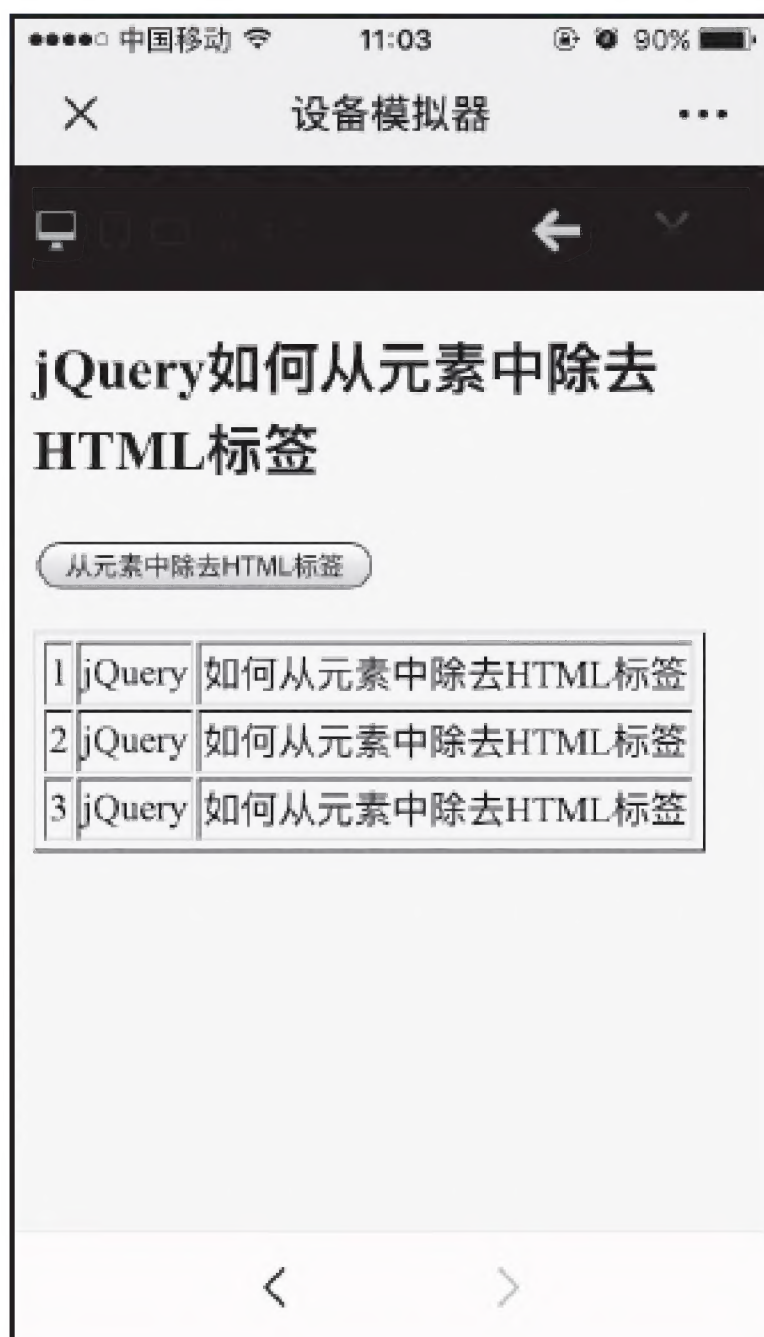 中国移动 11:03 90%
设备模拟器
jQuery如何从元素中除去
HTML标签
从元素中除去HTML标签
1 jQuery 如何从元素中除去HTML标签
2 jQuery 如何从元素中除去HTML标签
3 jQuery 如何从元素中除去HTML标签